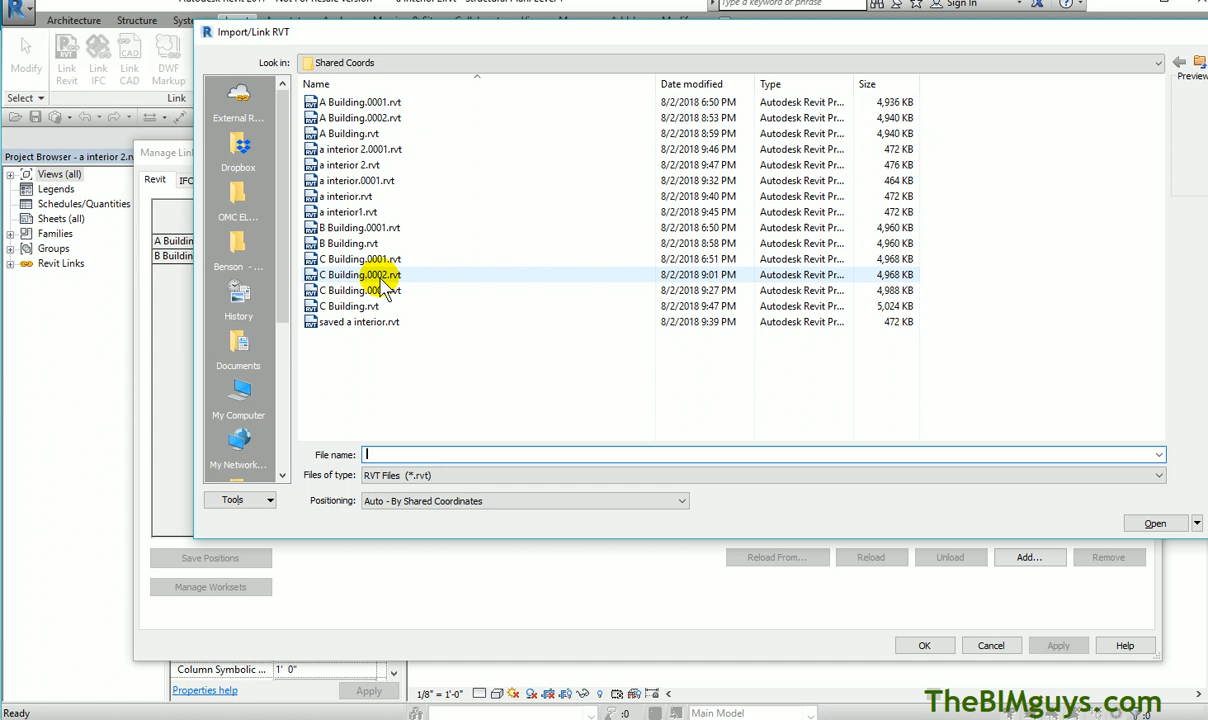 Architecture Structure
Type a keyword or phrase
Sign In
Import/Link RVT
Look in: Shared Coords
Preview
Modify
Link Revit
Link IFC
Link CAD
DWF Markup
Select
Link
Name Date modified Type Size
A Building.0001.rvt 8/2/2018 6:50 PM Autodesk Revit Pr... 4,936 KB
A Building.0002.rvt 8/2/2018 8:53 PM Autodesk Revit Pr... 4,940 KB
A Building.rvt 8/2/2018 8:59 PM Autodesk Revit Pr... 4,940 KB
a interior 2.0001.rvt 8/2/2018 9:46 PM Autodesk Revit Pr... 472 KB
a interior 2.rvt 8/2/2018 9:47 PM Autodesk Revit Pr... 476 KB
a interior.0001.rvt 8/2/2018 9:32 PM Autodesk Revit Pr... 464 KB
a interior.rvt 8/2/2018 9:40 PM Autodesk Revit Pr... 472 KB
a interior1.rvt 8/2/2018 9:45 PM Autodesk Revit Pr... 472 KB
B Building.0001.rvt 8/2/2018 6:50 PM Autodesk Revit Pr... 4,960 KB
B Building.rvt 8/2/2018 8:58 PM Autodesk Revit Pr... 4,960 KB
C Building.0001.rvt 8/2/2018 6:51 PM Autodesk Revit Pr... 4,968 KB
C Building.0002.rvt 8/2/2018 9:01 PM Autodesk Revit Pr... 4,968 KB
C Building.000 .rvt 8/2/2018 9:27 PM Autodesk Revit Pr... 4,988 KB
C Building.rvt 8/2/2018 9:47 PM Autodesk Revit Pr... 5,024 KB
saved a interior.rvt 8/2/2018 9:39 PM Autodesk Revit Pr... 472 KB
External R...
Dropbox
OMC EL...
Benson - ...
History
Documents
My Computer
My Network...
File name:
Files of type: RVT Files (*.rvt)
Tools
Positioning: Auto - By Shared Coordinates
Open
Project Browser - a interior 2.r
Views (all)
Legends
Schedules/Quantities
Sheets (all)
Families
Groups
Revit Links
Manage Lin
Revit IFC
A Buildin
B Buildin
Save Positions
Reload From... Reload Unload Add... Remove
Manage Worksets
OK Cancel Apply Help
Column Symbolic ... 1' 0"
Properties help Apply
1/8" = 1'-0"
TheBIMguys.com
Ready
:0 Main Model